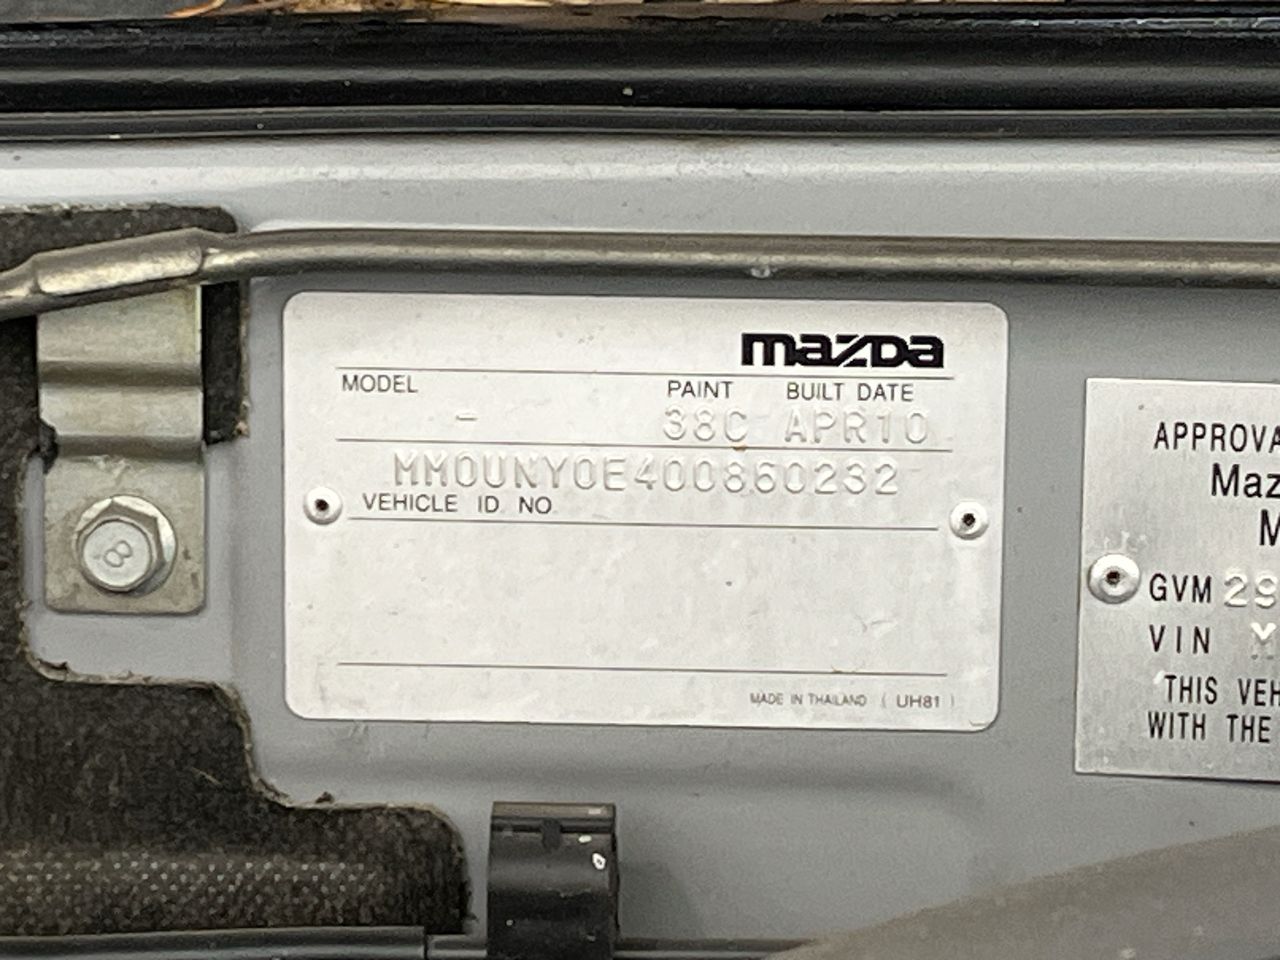 mazda
MODEL PAINT BUILT DATE
- 38C APR10
MM0UNY0E400860232
VEHICLE ID NO.
MADE IN THAILAND ( UH81 )
8
APPROVA
Maz
M
GVM 29
VIN M
THIS VEH
WITH THE